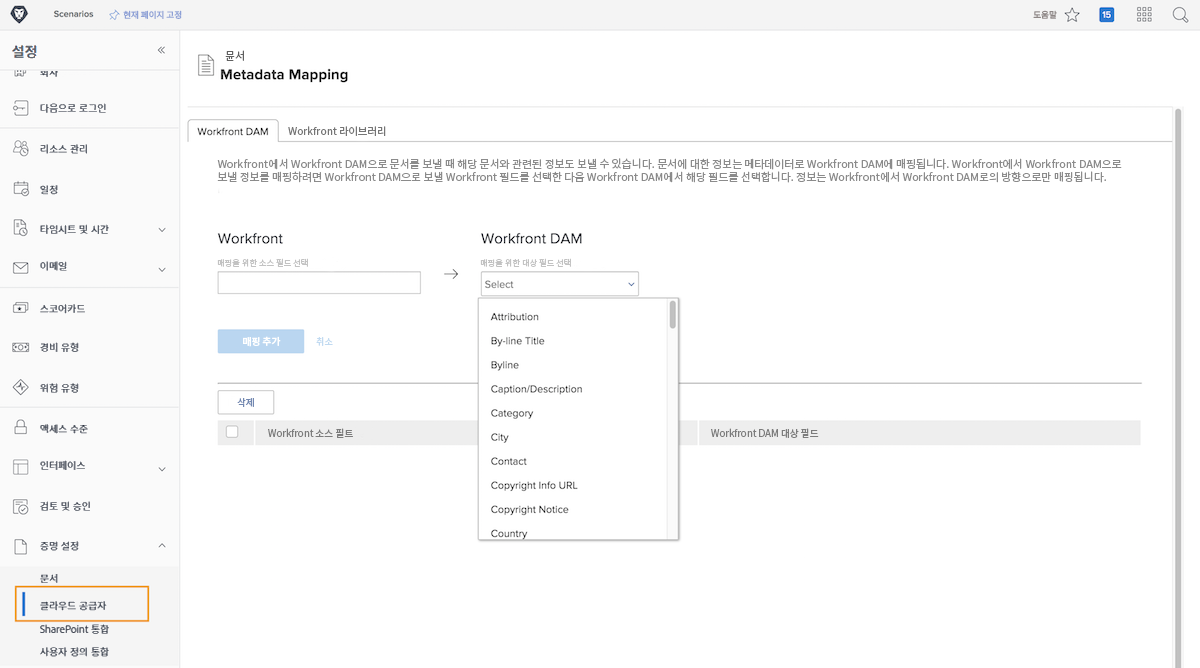 Scenarios
현재 페이지 고정
도움말
15
설정
«
회사
다음으로 로그인
리소스 관리
일정
타임시트 및 시간
이메일
스코어카드
경비 유형
위험 유형
액세스 수준
인터페이스
검토 및 승인
증명 설정
문서
클라우드 공급자
SharePoint 통합
사용자 정의 통합
문서
Metadata Mapping
Workfront DAM
Workfront 라이브러리
Workfront에서 Workfront DAM으로 문서를 보낼 때 해당 문서와 관련된 정보도 보낼 수 있습니다. 문서에 대한 정보는 메타데이터로 Workfront DAM에 매핑됩니다. Workfront에서 Workfront DAM으로
보낼 정보를 매핑하려면 Workfront DAM으로 보낼 Workfront 필드를 선택한 다음 Workfront DAM에서 해당 필드를 선택합니다. 정보는 Workfront에서 Workfront DAM로의 방향으로만 매핑됩니다.
Workfront
매핑을 위한 소스 필드 선택
Workfront DAM
매핑을 위한 대상 필드 선택
Select
Attribution
By-line Title
Byline
Caption/Description
Category
City
Contact
Copyright Info URL
Copyright Notice
Country
매핑 추가
취소
삭제
Workfront 소스 필트
Workfront DAM 대상 필드